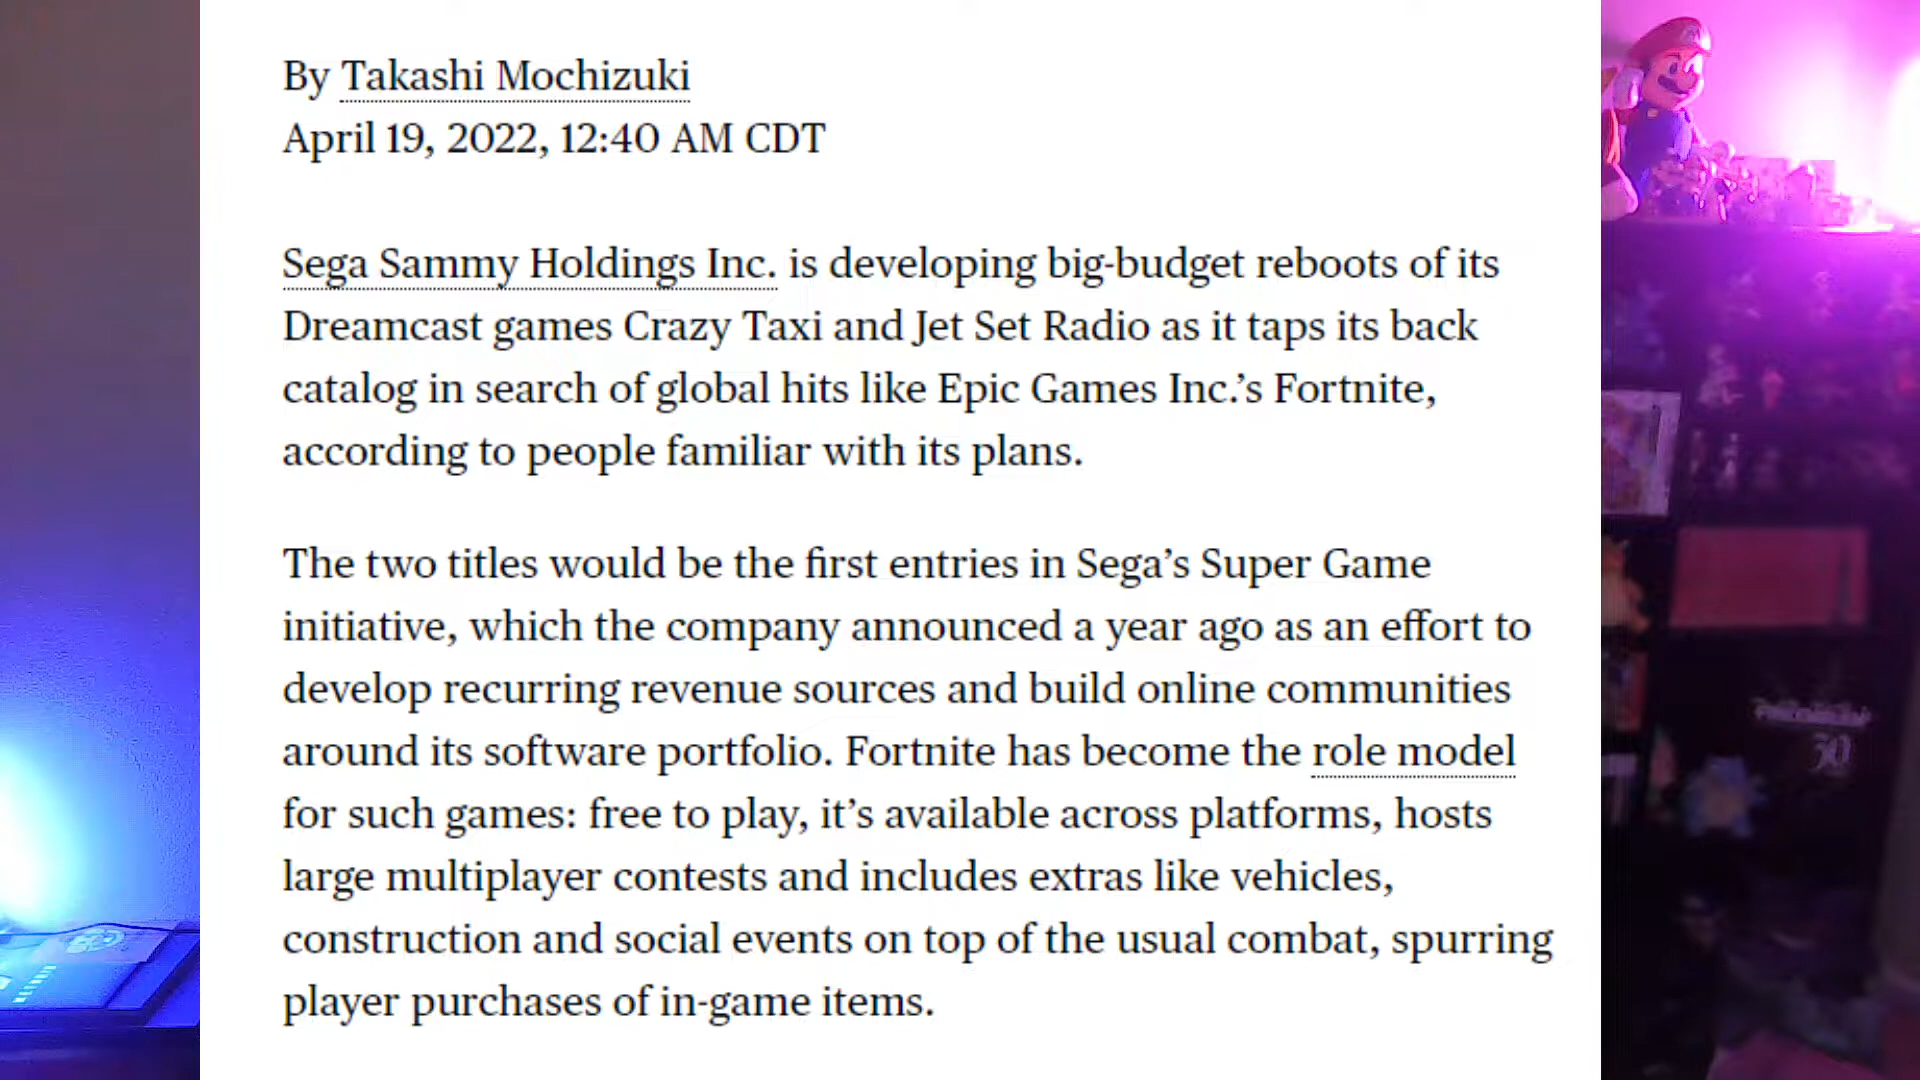 By Takashi Mochizuki
April 19, 2022, 12:40 AM CDT
Sega Sammy Holdings Inc. is developing big-budget reboots of its
Dreamcast games Crazy Taxi and Jet Set Radio as it taps its back
catalog in search of global hits like Epic Games Inc.’s Fortnite,
according to people familiar with its plans.
The two titles would be the first entries in Sega’s Super Game
initiative, which the company announced a year ago as an effort to
develop recurring revenue sources and build online communities
around its software portfolio. Fortnite has become the role model
for such games: free to play, it’s available across platforms, hosts
large multiplayer contests and includes extras like vehicles,
construction and social events on top of the usual combat, spurring
player purchases of in-game items.
30